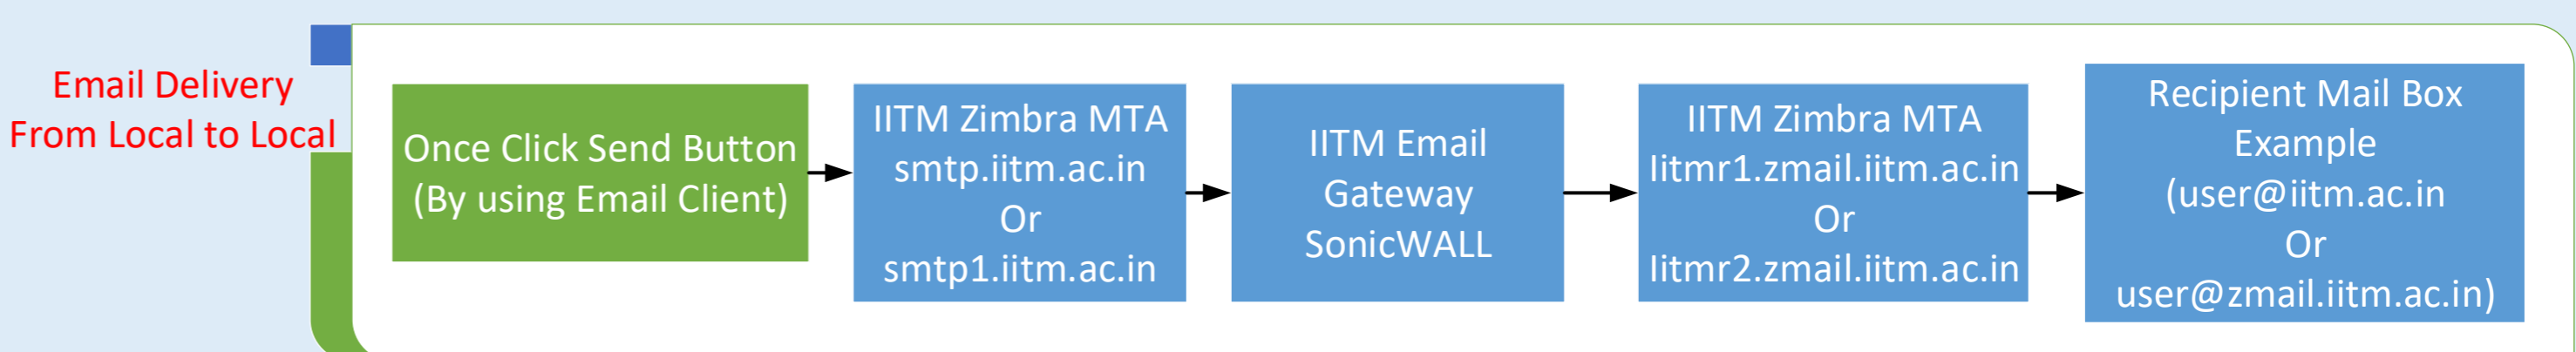 Email Delivery
From Local to Local
Once Click Send Button
(By using Email Client)
IITM Zimbra MTA
smtp.iitm.ac.in
Or
smtp1.iitm.ac.in
IITM Email
Gateway
SonicWALL
IITM Zimbra MTA
Iitmr1.zmail.iitm.ac.in
Or
Iitmr2.zmail.iitm.ac.in
Recipient Mail Box
Example
(user@iitm.ac.in
Or
user@zmail.iitm.ac.in)